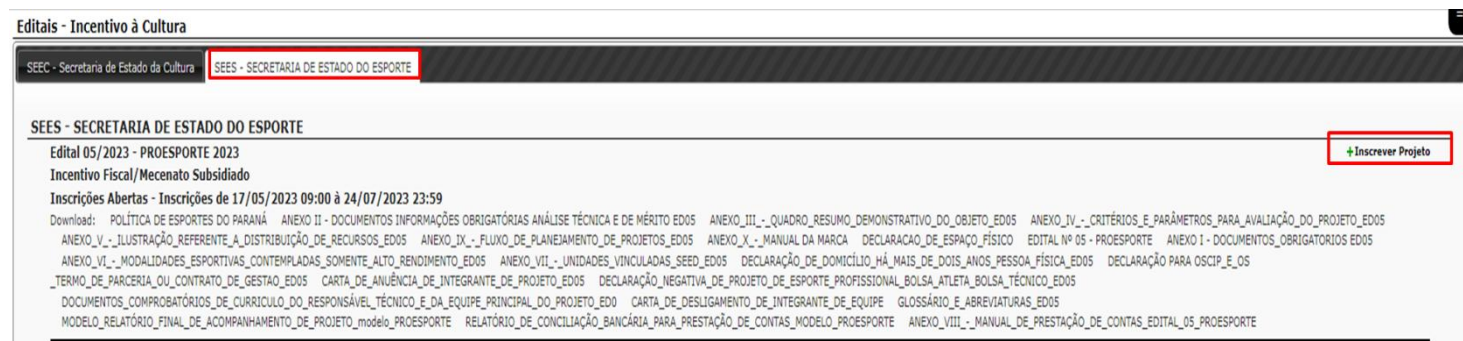 Editais - Incentivo à Cultura
SEEC - Secretaria de Estado da Cultura SEES - SECRETARIA DE ESTADO DO ESPORTE
SEES - SECRETARIA DE ESTADO DO ESPORTE
Edital 05/2023 - PROESPORTE 2023 +Inscrever Projeto
Incentivo Fiscal/Mecenato Subsidiado
Inscrições Abertas - Inscrições de 17/05/2023 09:00 à 24/07/2023 23:59
Download: POLÍTICA DE ESPORTES DO PARANÁ ANEXO II - DOCUMENTOS INFORMAÇÕES OBRIGATÓRIAS ANÁLISE TÉCNICA E DE MÉRITO ED05 ANEXO_III_-_QUADRO_RESUMO_DEMONSTRATIVO_DO_OBJETO_ED05 ANEXO_IV_-_CRITÉRIOS_E_PARÂMETROS_PARA_AVALIAÇÃO_DO_PROJETO_ED05
ANEXO_V_-_ILUSTRAÇÃO_REFERENTE_A_DISTRIBUIÇÃO_DE_RECURSOS_ED05 ANEXO_IX_-_FLUXO_DE_PLANEJAMENTO_DE_PROJETOS_ED05 ANEXO_X_-_MANUAL DA MARCA DECLARACAO_DE_ESPAÇO_FÍSICO EDITAL Nº 05 - PROESPORTE ANEXO I - DOCUMENTOS_OBRIGATORIOS ED05
ANEXO_VI_-_MODALIDADES_ESPORTIVAS_CONTEMPLADAS_SOMENTE_ALTO_RENDIMENTO_ED05 ANEXO_VII_-_UNIDADES_VINCULADAS_SEED_ED05 DECLARAÇÃO_DE_DOMICÍLIO_HÁ_MAIS_DE_DOIS_ANOS_PESSOA_FÍSICA_ED05 DECLARAÇÃO PARA OSCIP_E_OS
_TERMO_DE_PARCERIA_OU_CONTRATO_DE_GESTAO_ED05 CARTA_DE_ANUÊNCIA_DE_INTEGRANTE_DE_PROJETO_ED05 DECLARAÇÃO_NEGATIVA_DE_PROJETO_DE_ESPORTE_PROFISSIONAL_BOLSA_ATLETA_BOLSA_TÉCNICO_ED05
DOCUMENTOS_COMPROBATÓRIOS_DE_CURRICULO_DO_RESPONSÁVEL_TÉCNICO_E_DA_EQUIPE_PRINCIPAL_DO_PROJETO_ED0 CARTA_DE_DESLIGAMENTO_DE_INTEGRANTE_DE_EQUIPE GLOSSÁRIO_E_ABREVIATURAS_ED05
MODELO_RELATÓRIO_FINAL_DE_ACOMPANHAMENTO_DE_PROJETO_modelo_PROESPORTE RELATÓRIO_DE_CONCILIAÇÃO_BANCÁRIA_PARA_PRESTAÇÃO_DE_CONTAS_MODELO_PROESPORTE ANEXO_VIII_-_MANUAL_DE_PRESTAÇÃO_DE_CONTAS_EDITAL_05_PROESPORTE